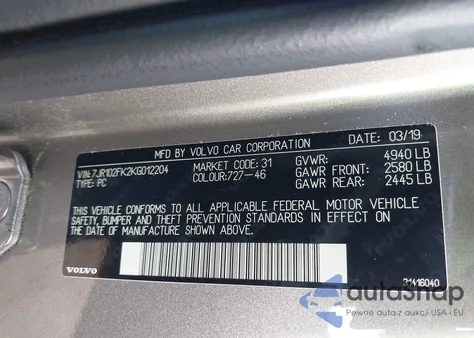 MFD BY VOLVO CAR CORPORATION 03/19
VIN:7JR102FK2KG012204 MARKET CODE: 31 GVWR: 4940 LB
TYPE: PC COLOUR:727-46 GAWR FRONT: 2580 LB
GAWR REAR: 2445 LB
THIS VEHICLE CONFORMS TO ALL APPLICABLE FEDERAL MOTOR VEHICLE
SAFETY, BUMPER AND THEFT PREVENTION STANDARDS IN EFFECT ON
THE DATE OF MANUFACTURE SHOWN ABOVE.
VOLVO 31416040
autoSnap
Pewne auta z aukcji USA i EU